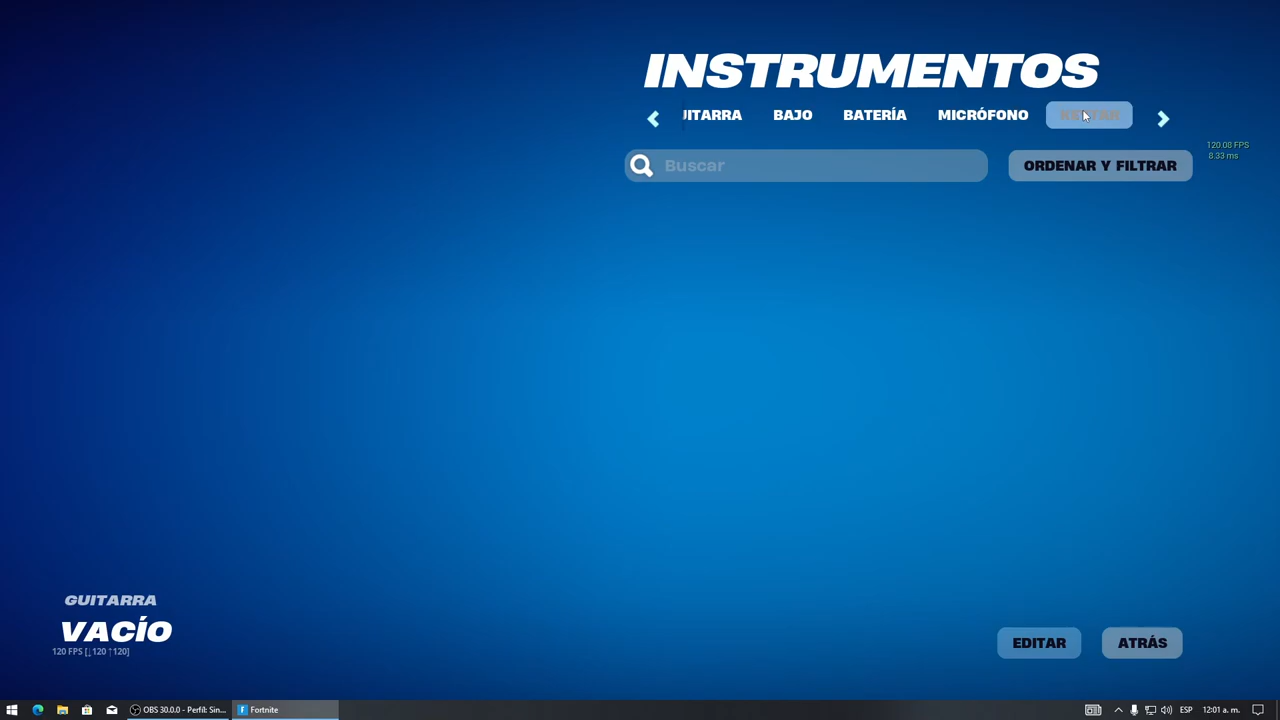 INSTRUMENTOS
UITARRA BAJO BATERÍA MICRÓFONO
120.08 FPS
8.33 ms
Buscar
ORDENAR Y FILTRAR
GUITARRA
VACÍO
120 FPS [↓120 ↑120]
EDITAR ATRÁS
OBS 30.0.0 - Perfil: Sin... Fortnite ESP 12:01 a. m.